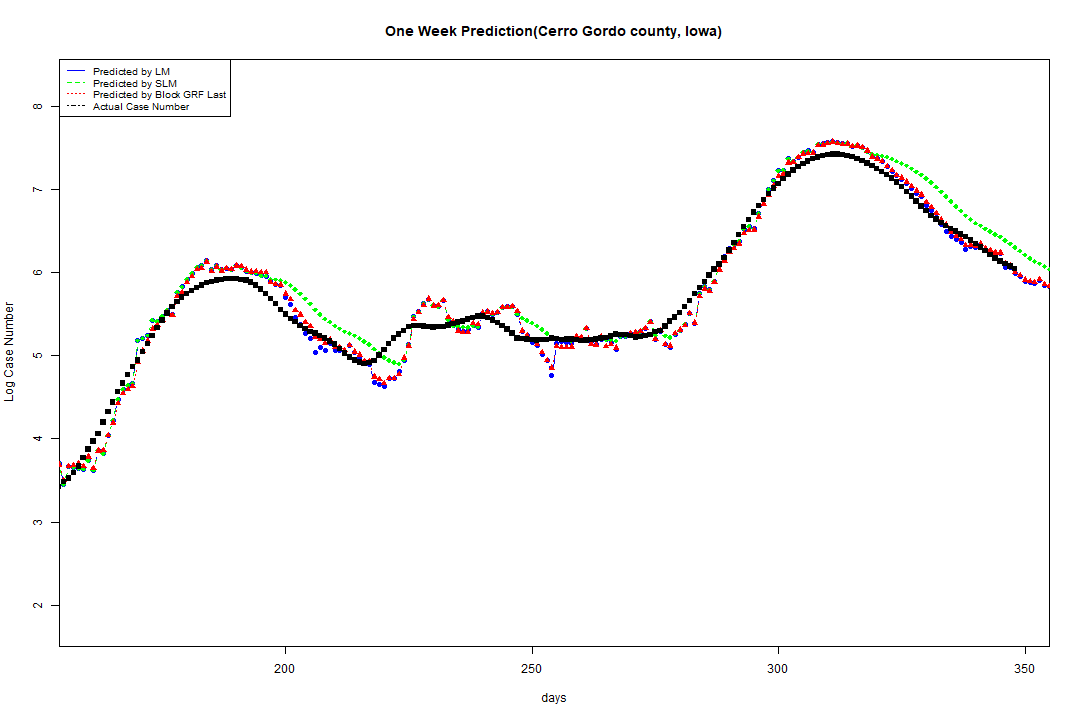 One Week Prediction(Cerro Gordo county, Iowa)
Predicted by LM
Predicted by SLM
Predicted by Block GRF Last
Actual Case Number
8
7
6
5
4
3
2
Log Case Number
200 250 300 350
days